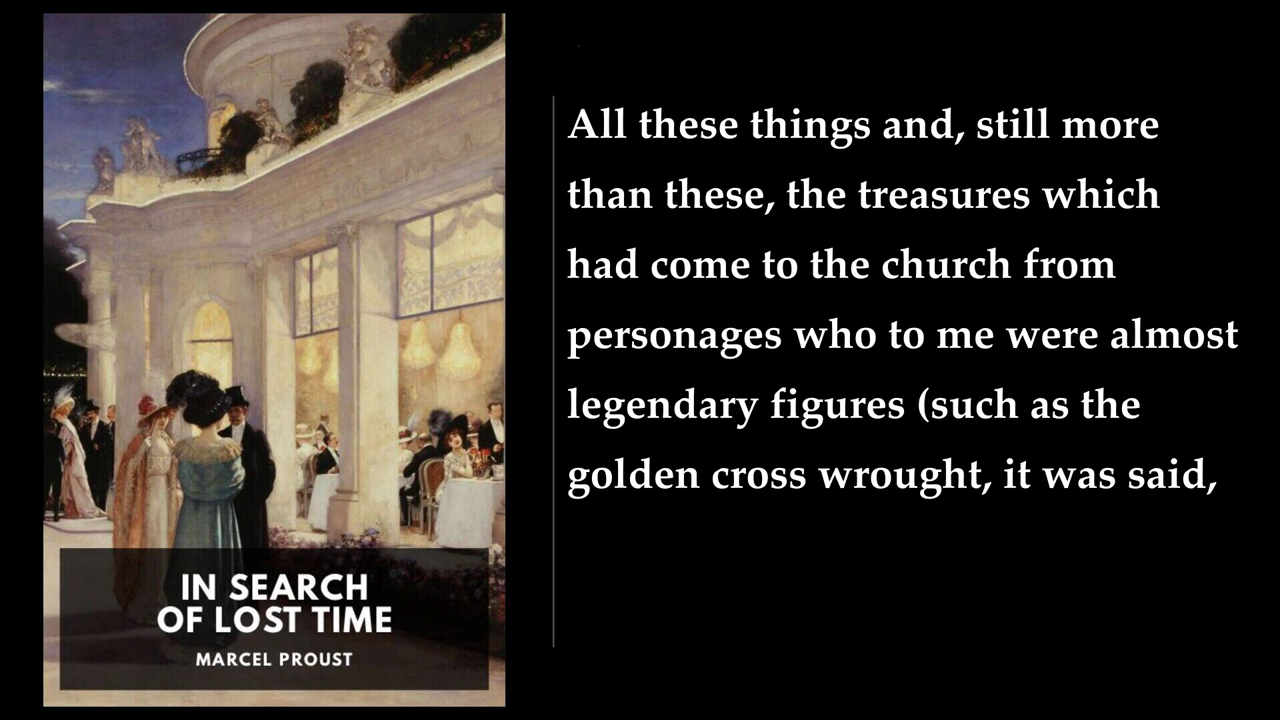 IN SEARCH
OF LOST TIME
MARCEL PROUST
All these things and, still more
than these, the treasures which
had come to the church from
personages who to me were almost
legendary figures (such as the
golden cross wrought, it was said,